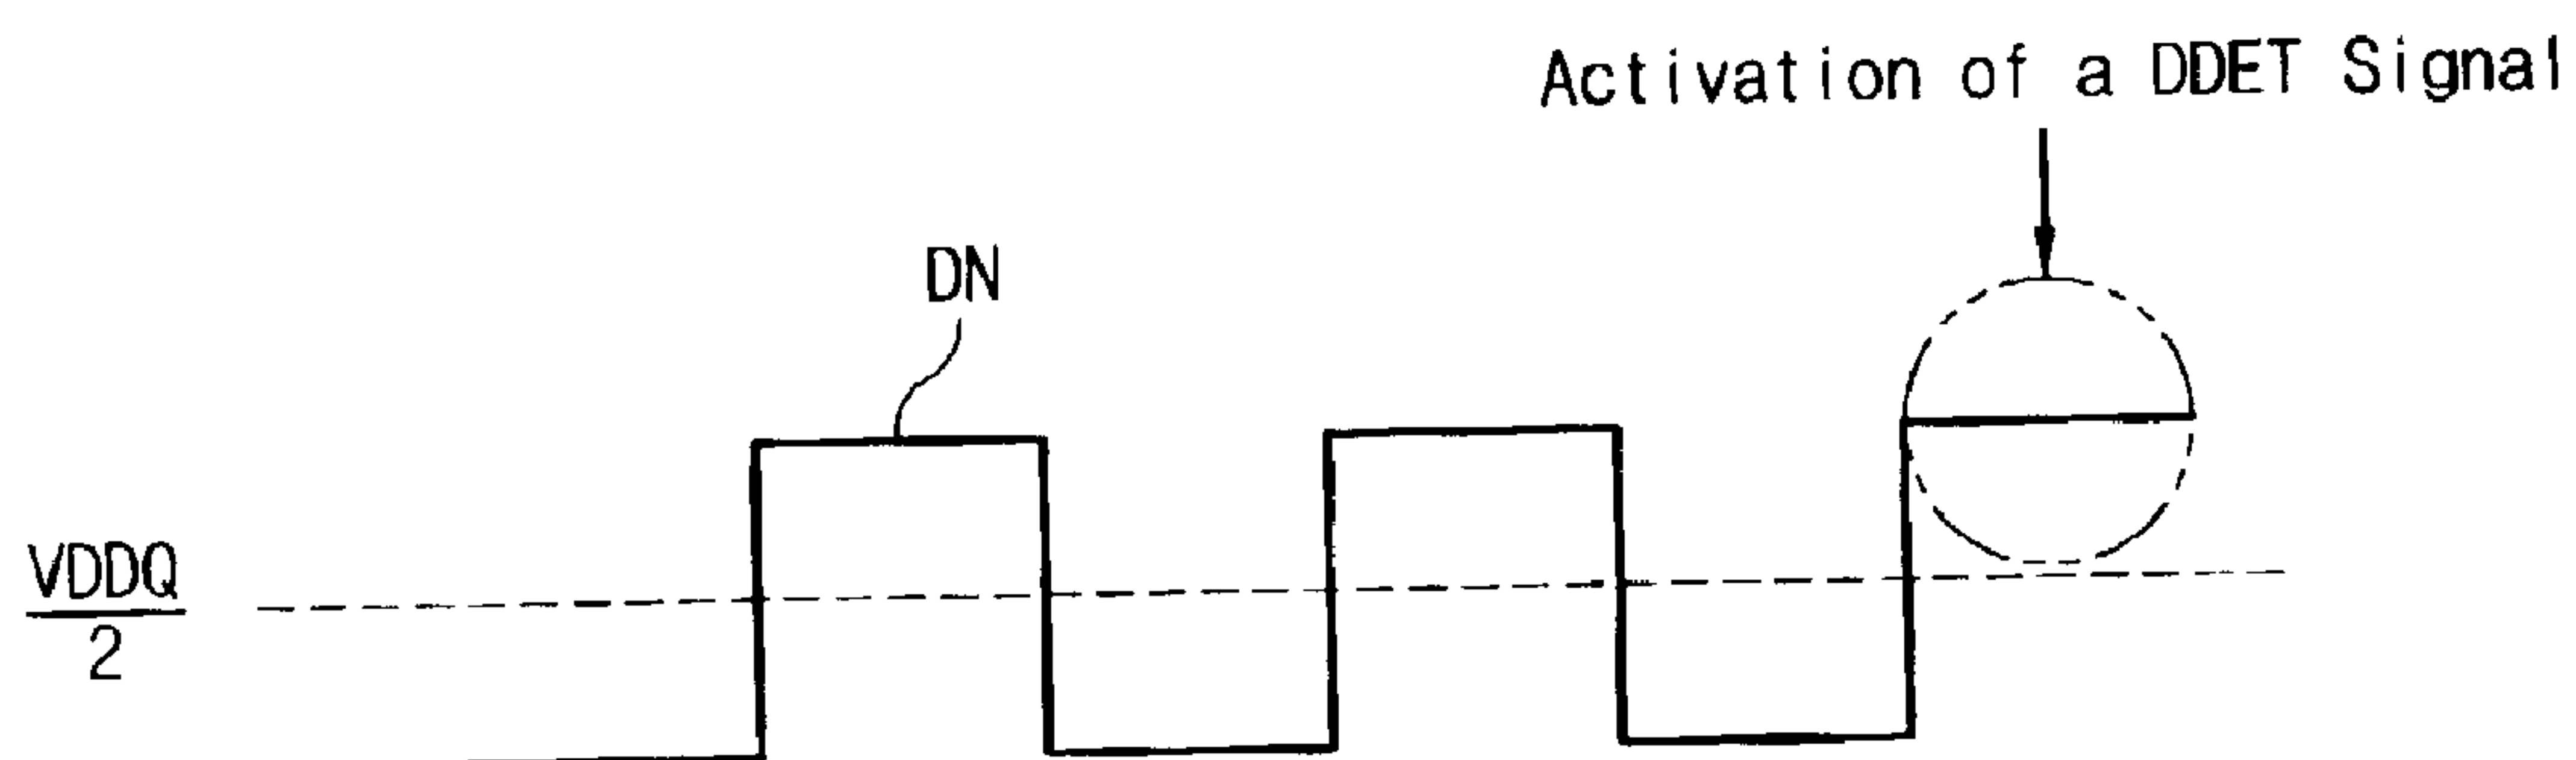 Activation of a DDET Signal
DN
VDDQ
2